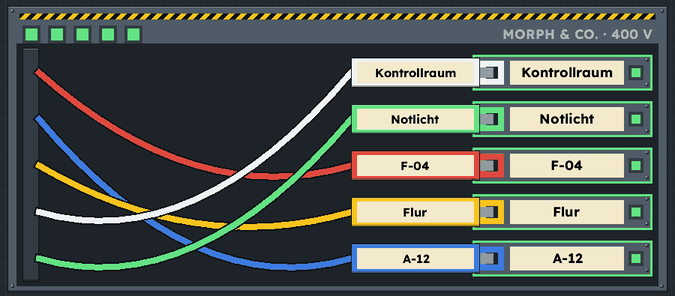 MORPH & CO. · 400 V
Kontrollraum Kontrollraum
Notlicht Notlicht
F-04 F-04
Flur Flur
A-12 A-12